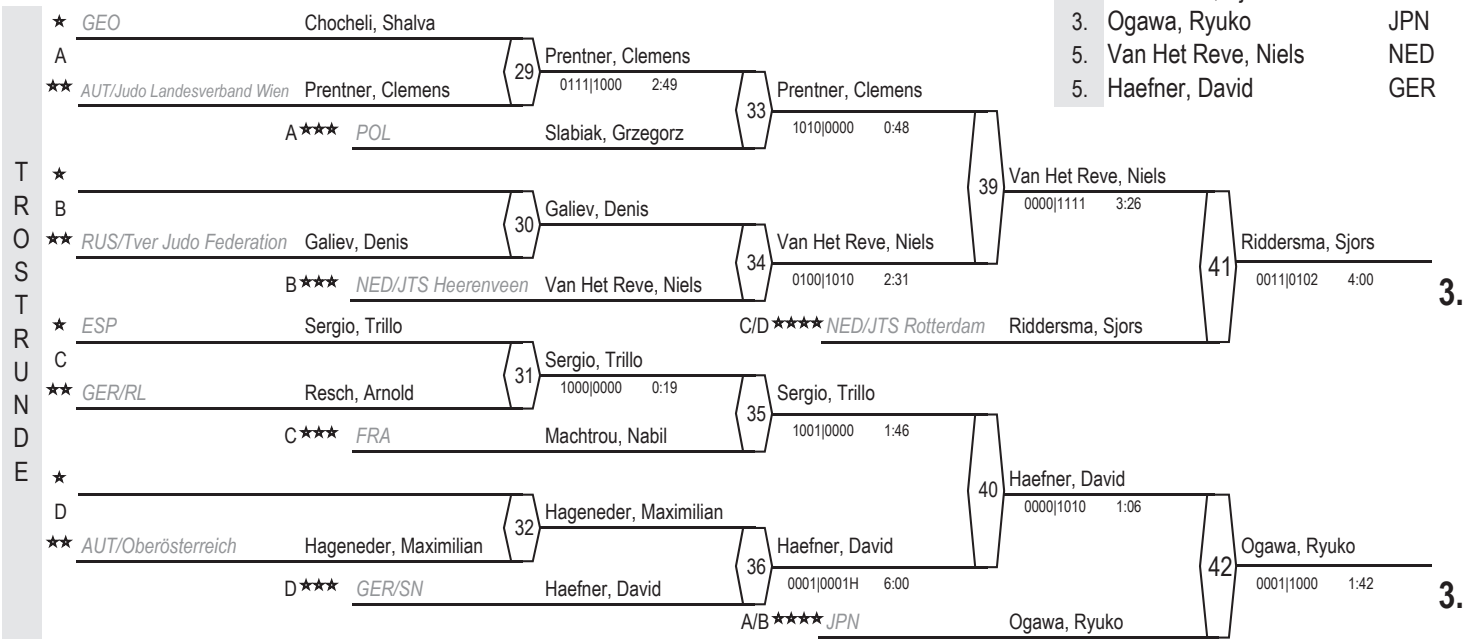 3. Ogawa, Ryuko JPN
5. Van Het Reve, Niels NED
5. Haefner, David GER
TROSTRUNDE
GEO Chocheli, Shalva
A
AUT/Judo Landesverband Wien Prentner, Clemens
29
Prentner, Clemens
0111|1000 2:49
A POL Slabiak, Grzegorz
33
Prentner, Clemens
1010|0000 0:48
B
RUS/Tver Judo Federation Galiev, Denis
30
Galiev, Denis
B NED/JTS Heerenveen Van Het Reve, Niels
34
Van Het Reve, Niels
0100|1010 2:31
39
Van Het Reve, Niels
0000|1111 3:26
C/D NED/JTS Rotterdam Riddersma, Sjors
41
Riddersma, Sjors
0011|0102 4:00
3.
ESP Sergio, Trillo
C
GER/RL Resch, Arnold
31
Sergio, Trillo
1000|0000 0:19
C FRA Machtrou, Nabil
35
Sergio, Trillo
1001|0000 1:46
D
AUT/Oberösterreich Hageneder, Maximilian
32
Hageneder, Maximilian
D GER/SN Haefner, David
36
Haefner, David
0001|0001H 6:00
40
Haefner, David
0000|1010 1:06
A/B JPN Ogawa, Ryuko
42
Ogawa, Ryuko
0001|1000 1:42
3.